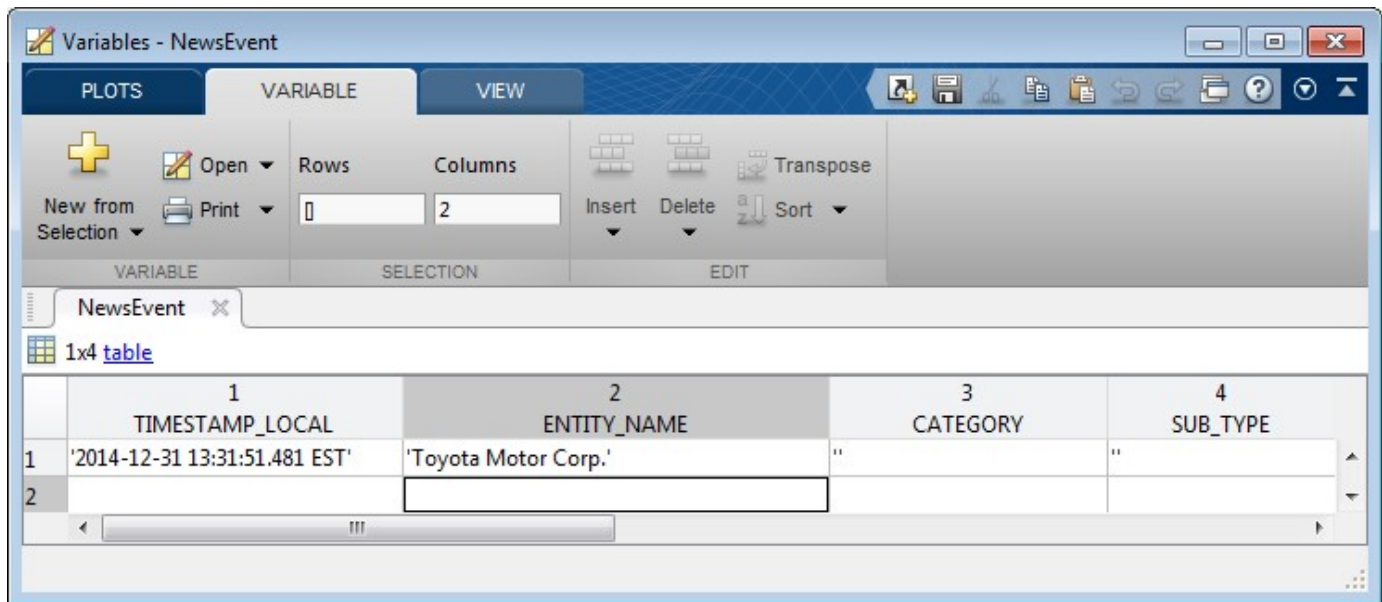 Variables - NewsEvent
PLOTS VARIABLE VIEW
New from
Selection
Open
Print
Rows Columns
[] 2
Insert Delete Transpose
Sort
VARIABLE SELECTION EDIT
NewsEvent
1x4 table
1 2 3 4
TIMESTAMP_LOCAL ENTITY_NAME CATEGORY SUB_TYPE
1 '2014-12-31 13:31:51.481 EST' 'Toyota Motor Corp.' '' ''
2